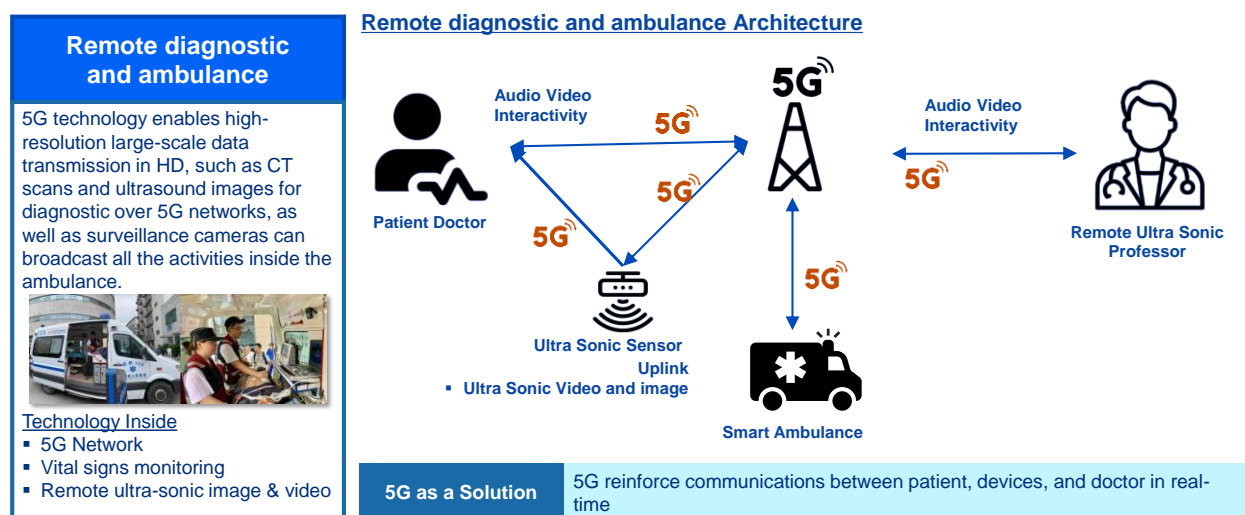 Remote diagnostic
and ambulance
5G technology enables high-
resolution large-scale data
transmission in HD, such as CT
scans and ultrasound images for
diagnostic over 5G networks, as
well as surveillance cameras can
broadcast all the activities inside the
ambulance.
Technology Inside
▪ 5G Network
▪ Vital signs monitoring
▪ Remote ultra-sonic image & video
Remote diagnostic and ambulance Architecture
5G
Audio Video
Interactivity
5G
Audio Video
Interactivity
5G
5G
5G
Patient Doctor
Remote Ultra Sonic
Professor
5G
Ultra Sonic Sensor
Uplink
▪ Ultra Sonic Video and image
Smart Ambulance
5G as a Solution
5G reinforce communications between patient, devices, and doctor in real-
time